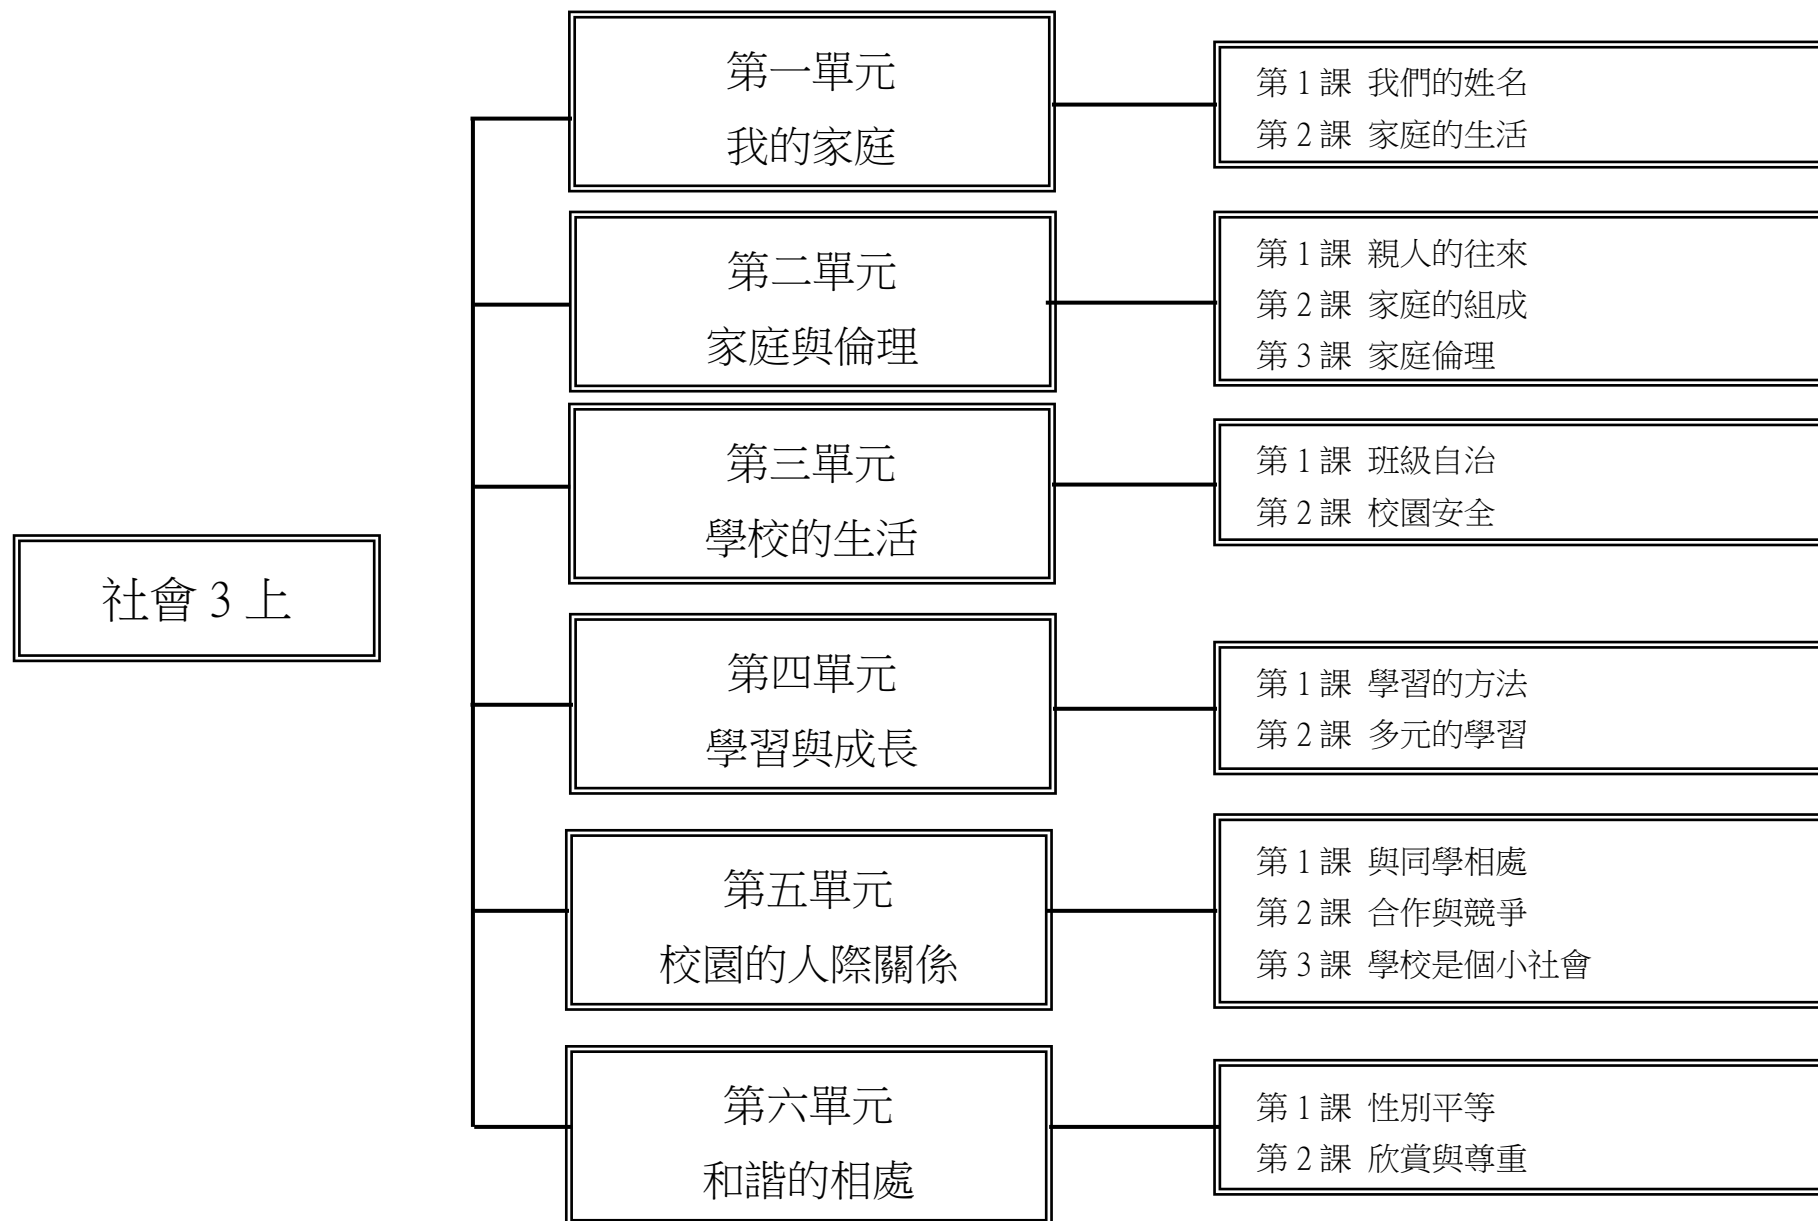 社會 3 上
第一單元
我的家庭
第 1 課 我們的姓名
第 2 課 家庭的生活
第二單元
家庭與倫理
第 1 課 親人的往來
第 2 課 家庭的組成
第 3 課 家庭倫理
第三單元
學校的生活
第 1 課 班級自治
第 2 課 校園安全
第四單元
學習與成長
第 1 課 學習的方法
第 2 課 多元的學習
第五單元
校園的人際關係
第 1 課 與同學相處
第 2 課 合作與競爭
第 3 課 學校是個小社會
第六單元
和諧的相處
第 1 課 性別平等
第 2 課 欣賞與尊重